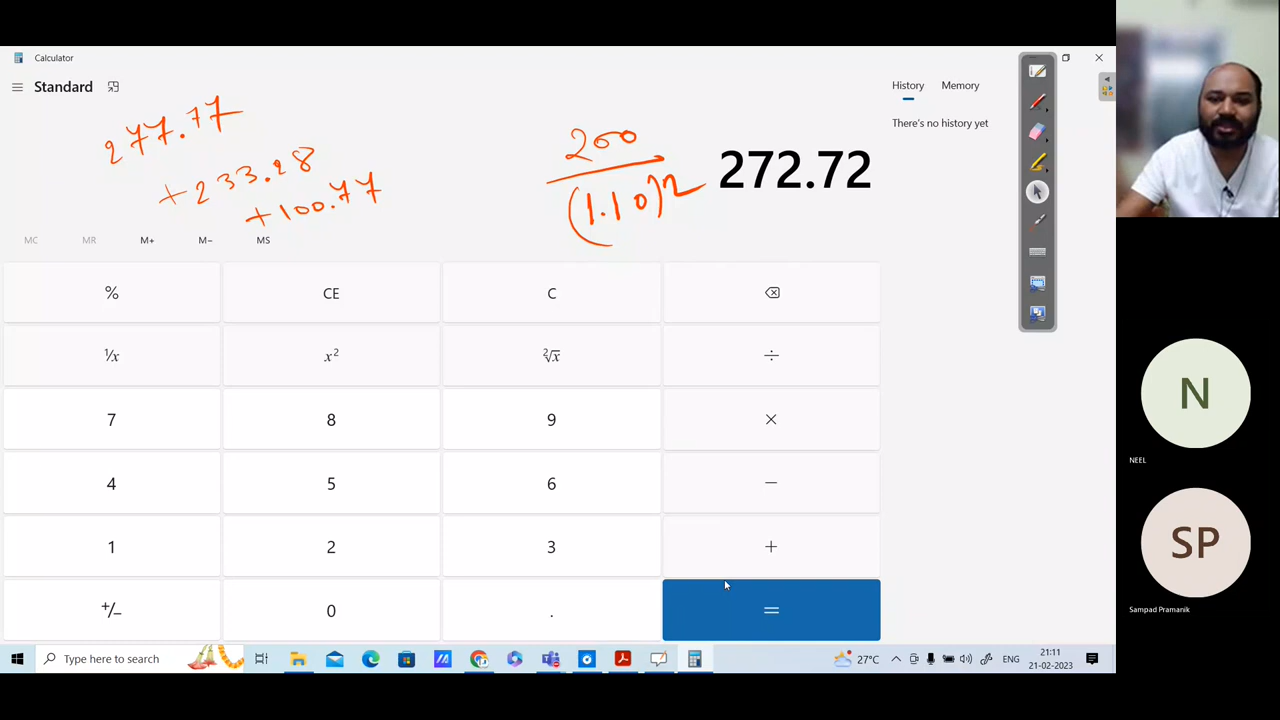 Calculator
Standard
History
Memory
There's no history yet
277.77
+233.28
+100.77
200
(1.10)2
272.72
MC
MR
M+
M−
MS
%
CE
C
1/x
x2
2√x
÷
7
8
9
×
4
5
6
−
1
2
3
+
+/−
0
.
=
N
NEEL
SP
Sampad Pramanik
Type here to search
27°C
ENG
21:11
21-02-2023